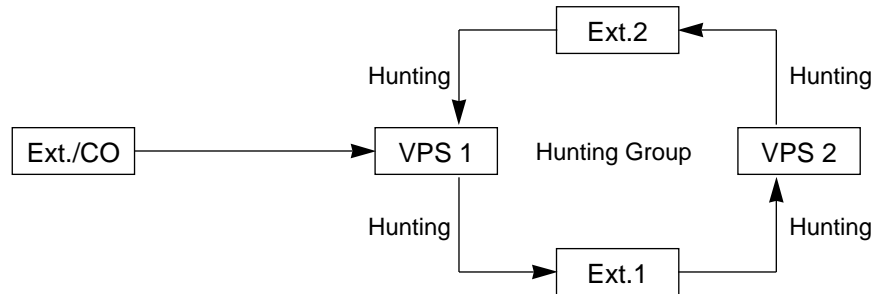 Ext.2
Hunting
Hunting
Ext./CO
VPS 1
Hunting Group
VPS 2
Hunting
Hunting
Ext.1